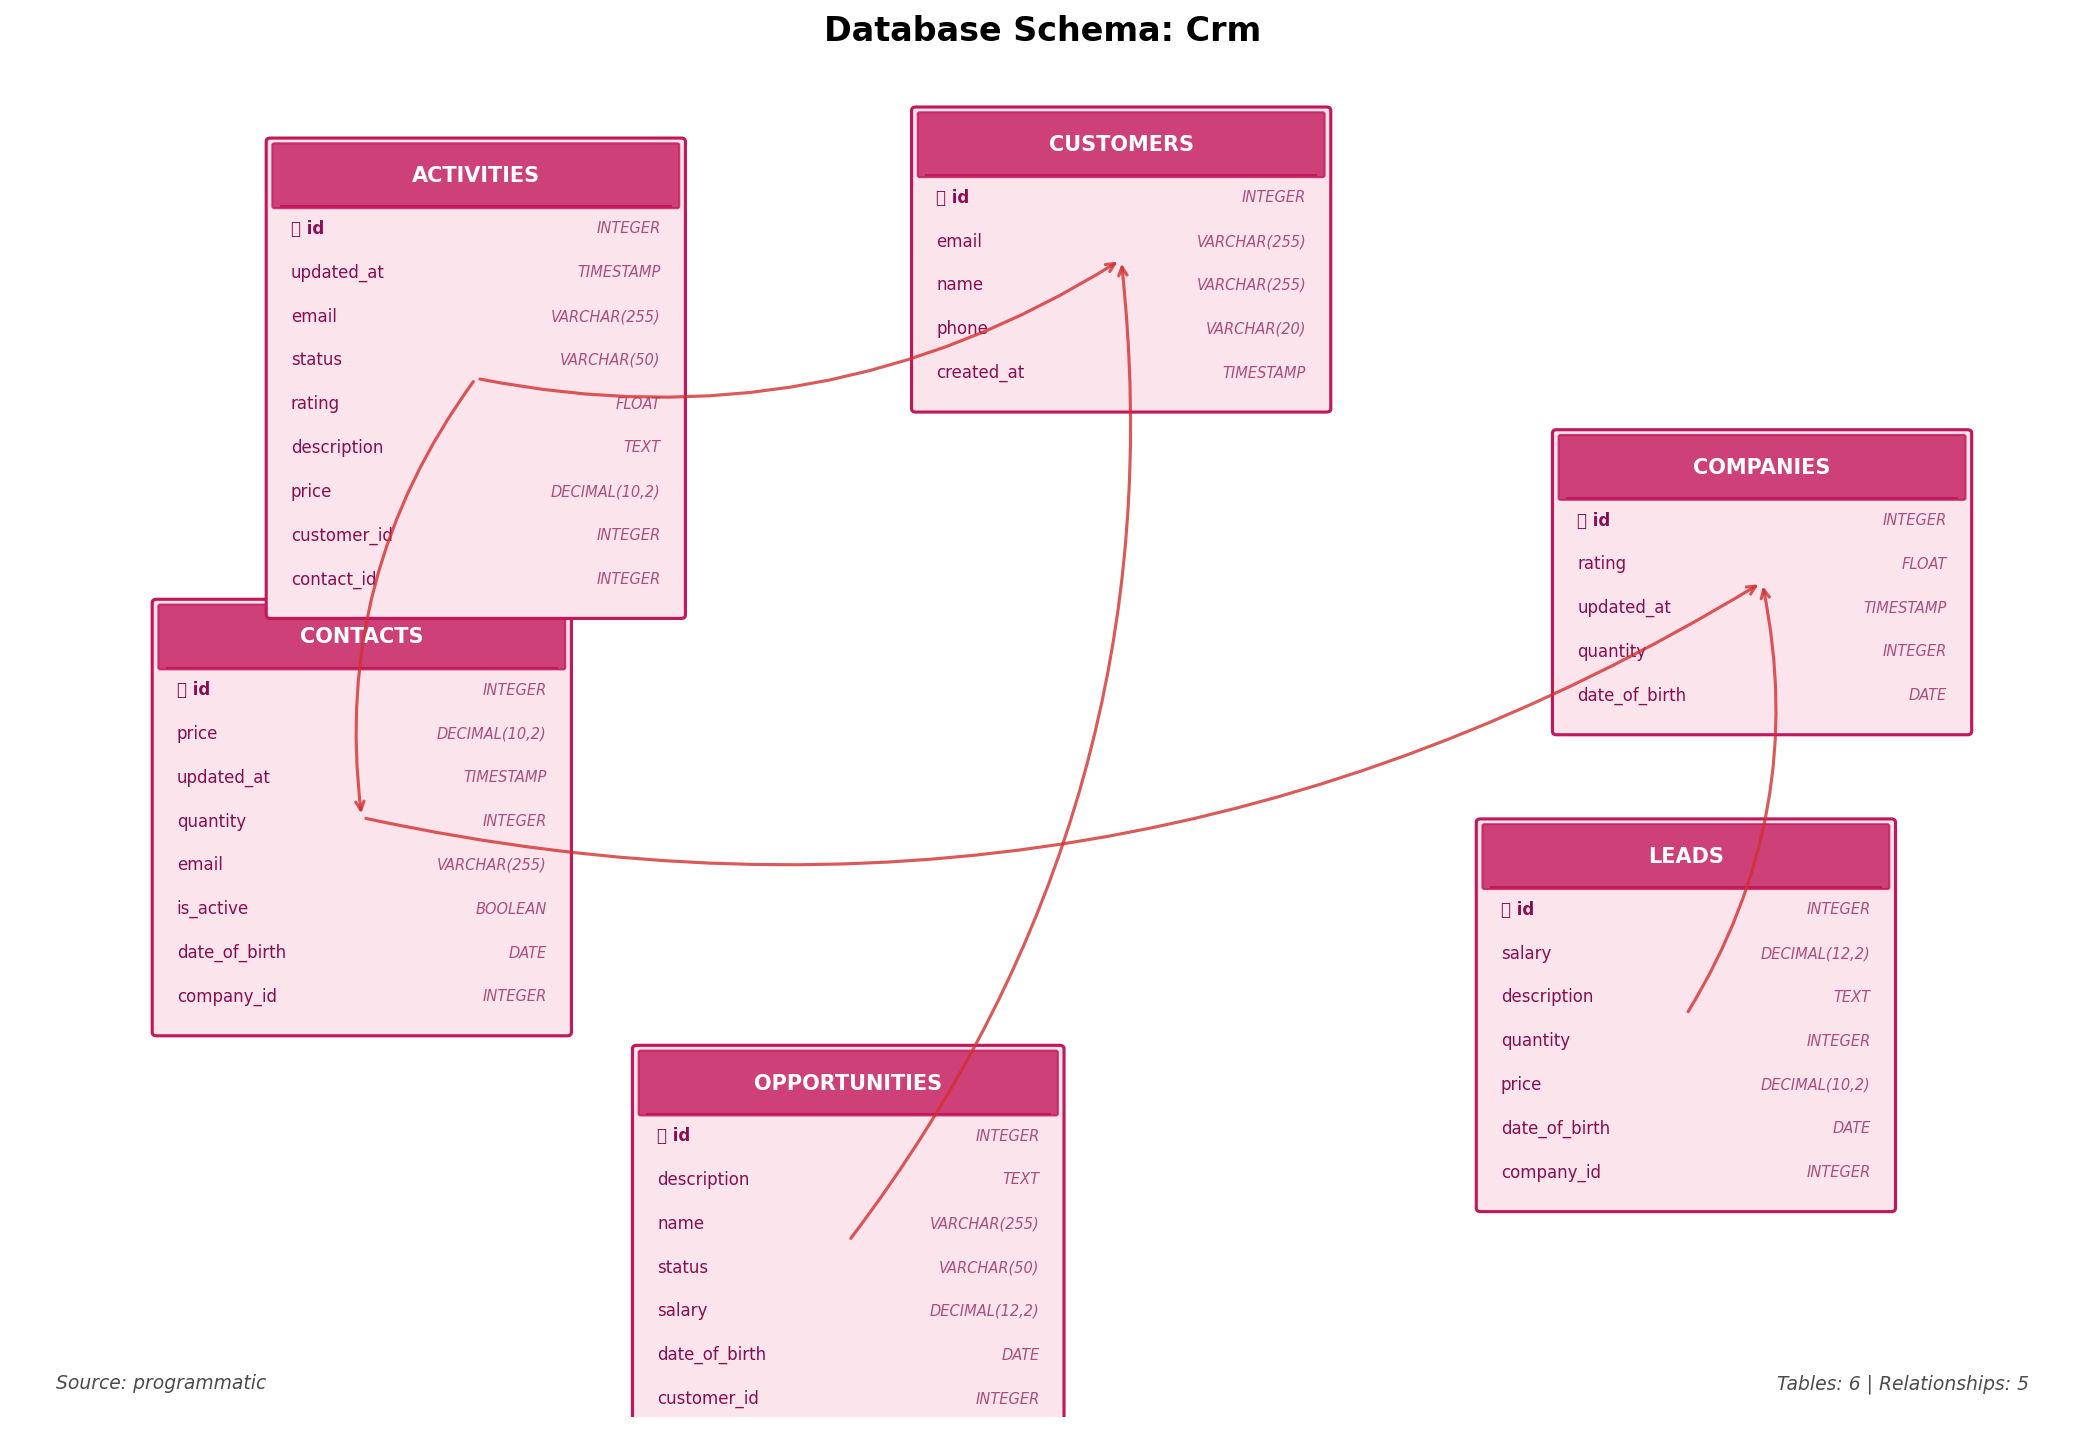 Database Schema: Crm
ACTIVITIES
id INTEGER
updated_at TIMESTAMP
email VARCHAR(255)
status VARCHAR(50)
rating FLOAT
description TEXT
price DECIMAL(10,2)
customer_id INTEGER
contact_id INTEGER
CUSTOMERS
id INTEGER
email VARCHAR(255)
name VARCHAR(255)
phone VARCHAR(20)
created_at TIMESTAMP
COMPANIES
id INTEGER
rating FLOAT
updated_at TIMESTAMP
quantity INTEGER
date_of_birth DATE
CONTACTS
id INTEGER
price DECIMAL(10,2)
updated_at TIMESTAMP
quantity INTEGER
email VARCHAR(255)
is_active BOOLEAN
date_of_birth DATE
company_id INTEGER
LEADS
id INTEGER
salary DECIMAL(12,2)
description TEXT
quantity INTEGER
price DECIMAL(10,2)
date_of_birth DATE
company_id INTEGER
OPPORTUNITIES
id INTEGER
description TEXT
name VARCHAR(255)
status VARCHAR(50)
salary DECIMAL(12,2)
date_of_birth DATE
customer_id INTEGER
Source: programmatic
Tables: 6 | Relationships: 5